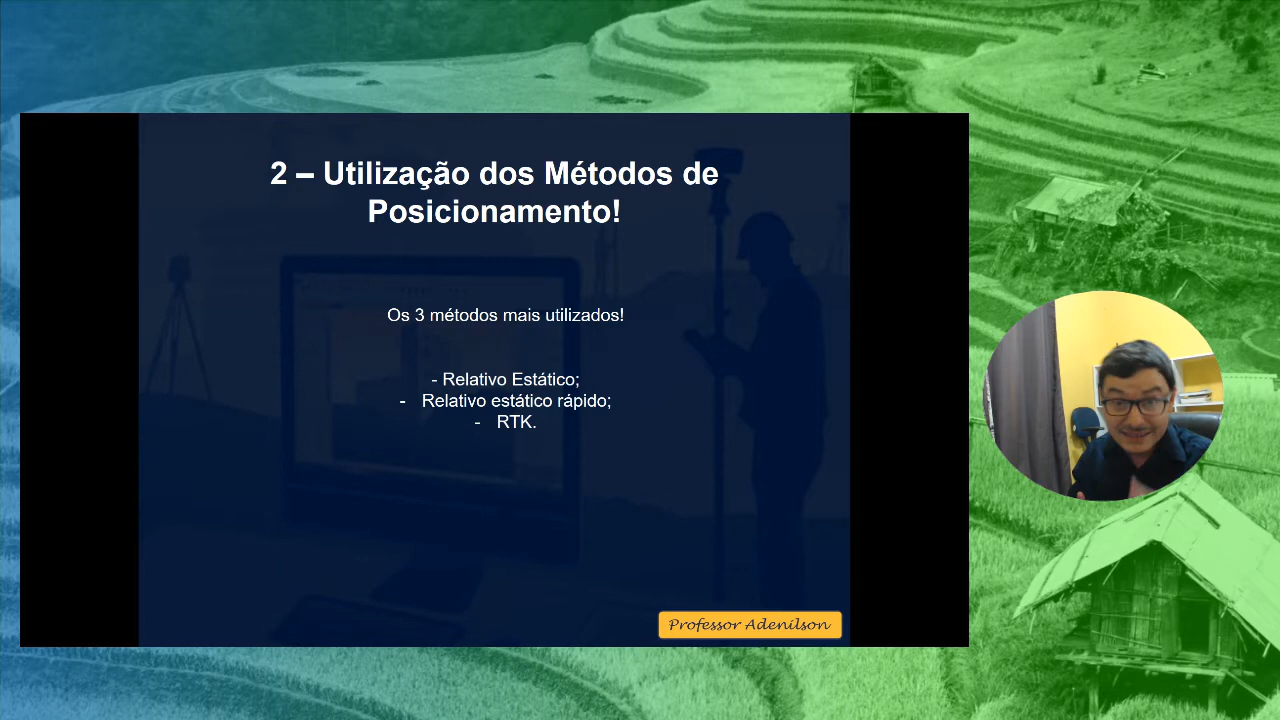 2 – Utilização dos Métodos de
Posicionamento!
Os 3 métodos mais utilizados!
- Relativo Estático;
- Relativo estático rápido;
- RTK.
Professor Adenilson